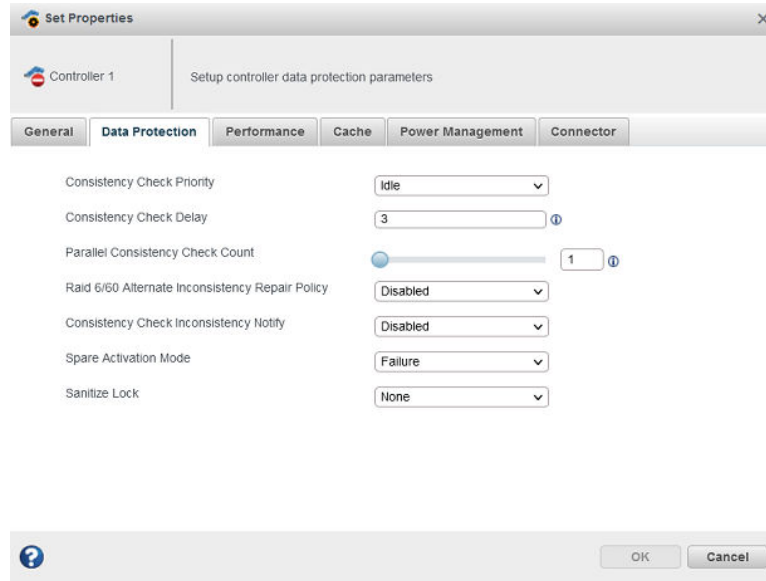 Set Properties
Controller 1
Setup controller data protection parameters
General Data Protection Performance Cache Power Management Connector
Consistency Check Priority Idle
Consistency Check Delay 3
Parallel Consistency Check Count 1
Raid 6/60 Alternate Inconsistency Repair Policy Disabled
Consistency Check Inconsistency Notify Disabled
Spare Activation Mode Failure
Sanitize Lock None
? OK Cancel